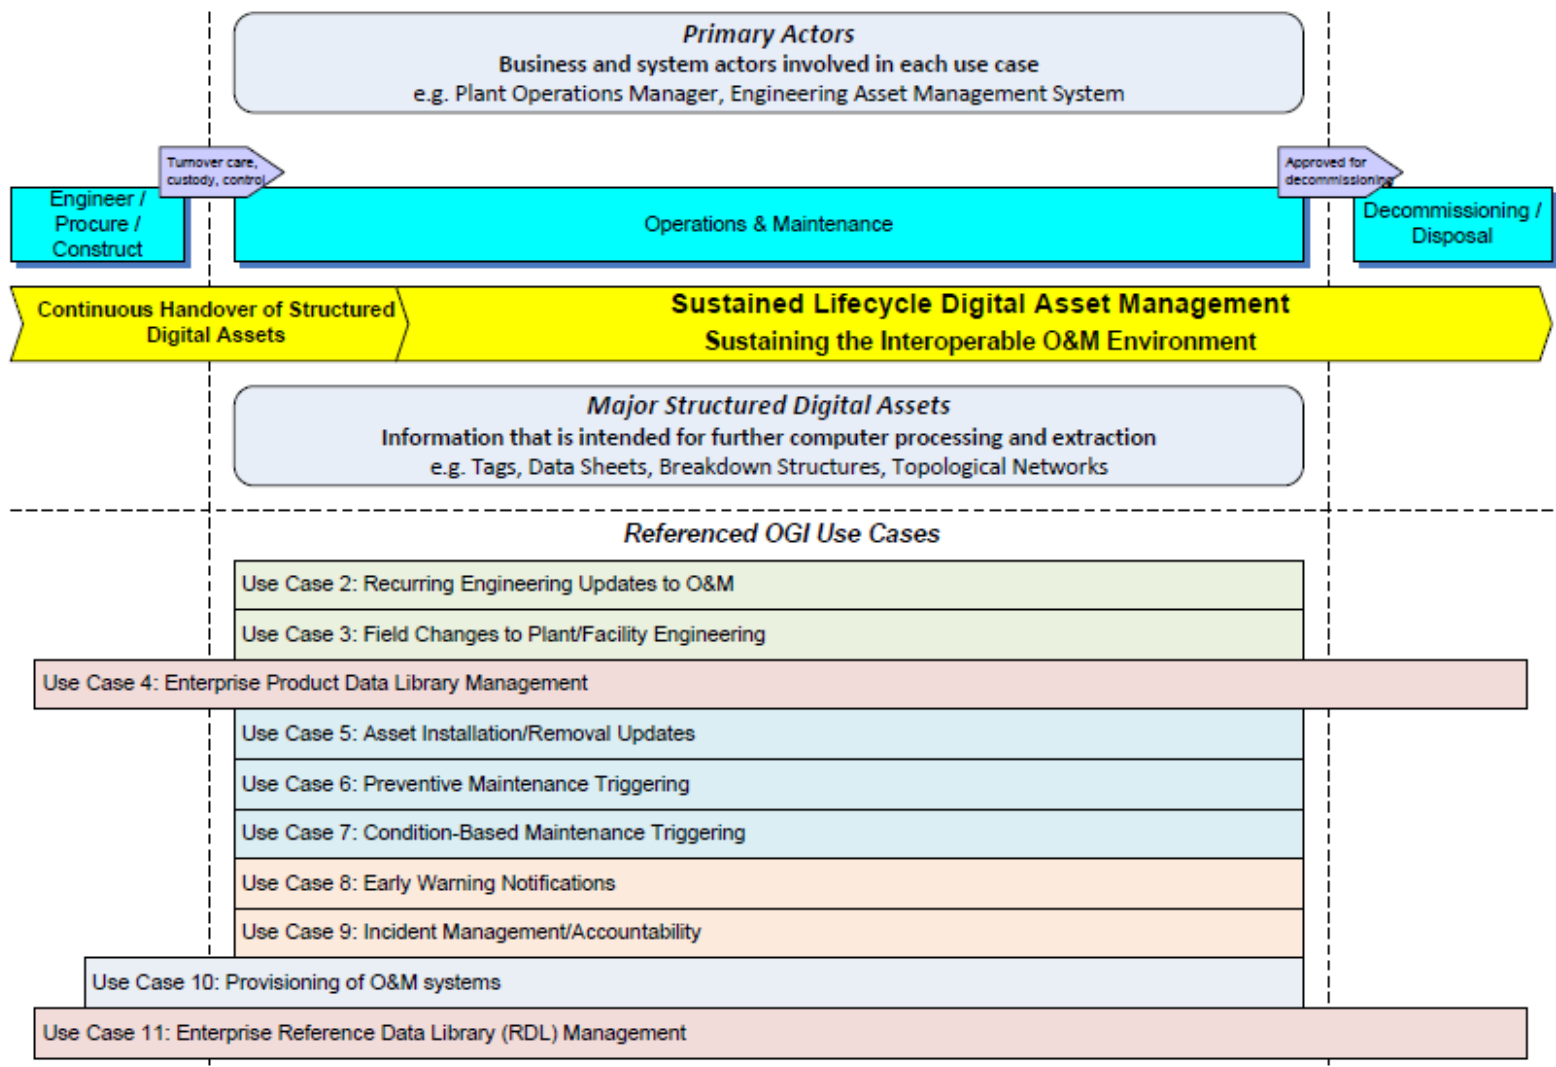 Primary Actors
Business and system actors involved in each use case
e.g. Plant Operations Manager, Engineering Asset Management System
Turnover care,
custody, control
Approved for
decommissioning
Engineer /
Procure /
Construct
Operations & Maintenance
Decommissioning /
Disposal
Continuous Handover of Structured
Digital Assets
Sustained Lifecycle Digital Asset Management
Sustaining the Interoperable O&M Environment
Major Structured Digital Assets
Information that is intended for further computer processing and extraction
e.g. Tags, Data Sheets, Breakdown Structures, Topological Networks
Referenced OGI Use Cases
Use Case 2: Recurring Engineering Updates to O&M
Use Case 3: Field Changes to Plant/Facility Engineering
Use Case 4: Enterprise Product Data Library Management
Use Case 5: Asset Installation/Removal Updates
Use Case 6: Preventive Maintenance Triggering
Use Case 7: Condition-Based Maintenance Triggering
Use Case 8: Early Warning Notifications
Use Case 9: Incident Management/Accountability
Use Case 10: Provisioning of O&M systems
Use Case 11: Enterprise Reference Data Library (RDL) Management